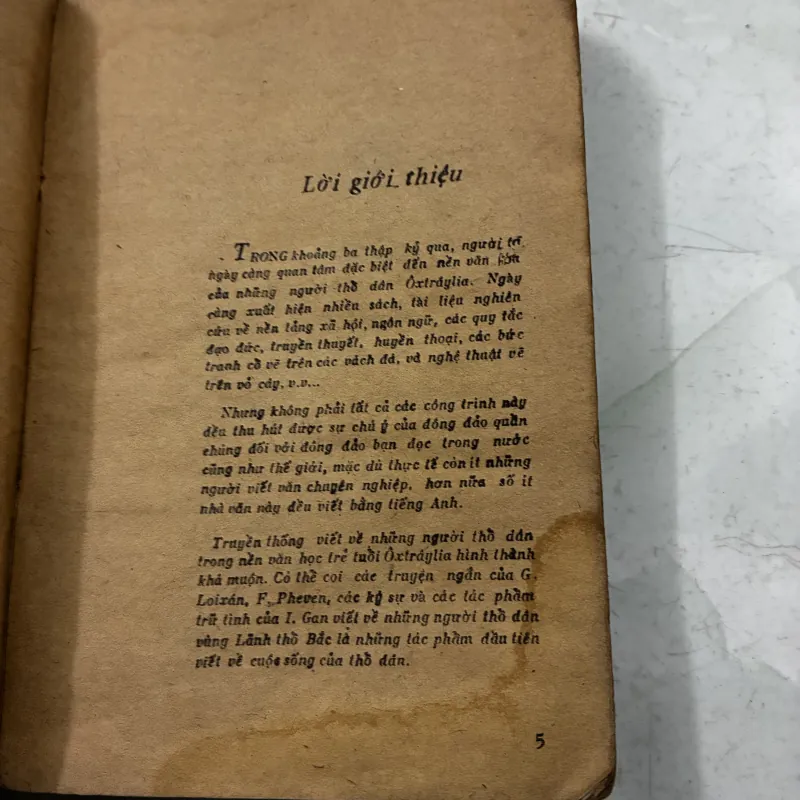 Lời giới thiệu
TRONG khoảng ba thập kỷ qua, người ta
ngày càng quan tâm đặc biệt đến nền văn hóa
của những người thổ dân Ôxtrâylia. Ngày
càng xuất hiện nhiều sách, tài liệu nghiên
cứu về nền tảng xã hội, ngôn ngữ, các quy tắc
đạo đức, truyền thuyết, huyền thoại, các bức
tranh cổ vẽ trên các vách đá, và nghệ thuật vẽ
trên vỏ cây, v.v...
Nhưng không phải tất cả các công trình này
đều thu hút được sự chú ý của đông đảo quần
chúng đối với đông đảo bạn đọc trong nước
cũng như thế giới, mặc dù thực tế còn ít những
người viết văn chuyên nghiệp, hơn nữa số ít
nhà văn này đều viết bằng tiếng Anh.
Truyền thống viết về những người thổ dân
trong nền văn học trẻ tuổi Ôxtrâylia hình thành
khá muộn. Có thể coi các truyện ngắn của G.
Loixán, F. Pheven, các ký sự và các tác phẩm
trữ tình của I. Gan viết về những người thổ dân
vùng Lãnh thổ Bắc là những tác phẩm đầu tiên
viết về cuộc sống của thổ dân.
5